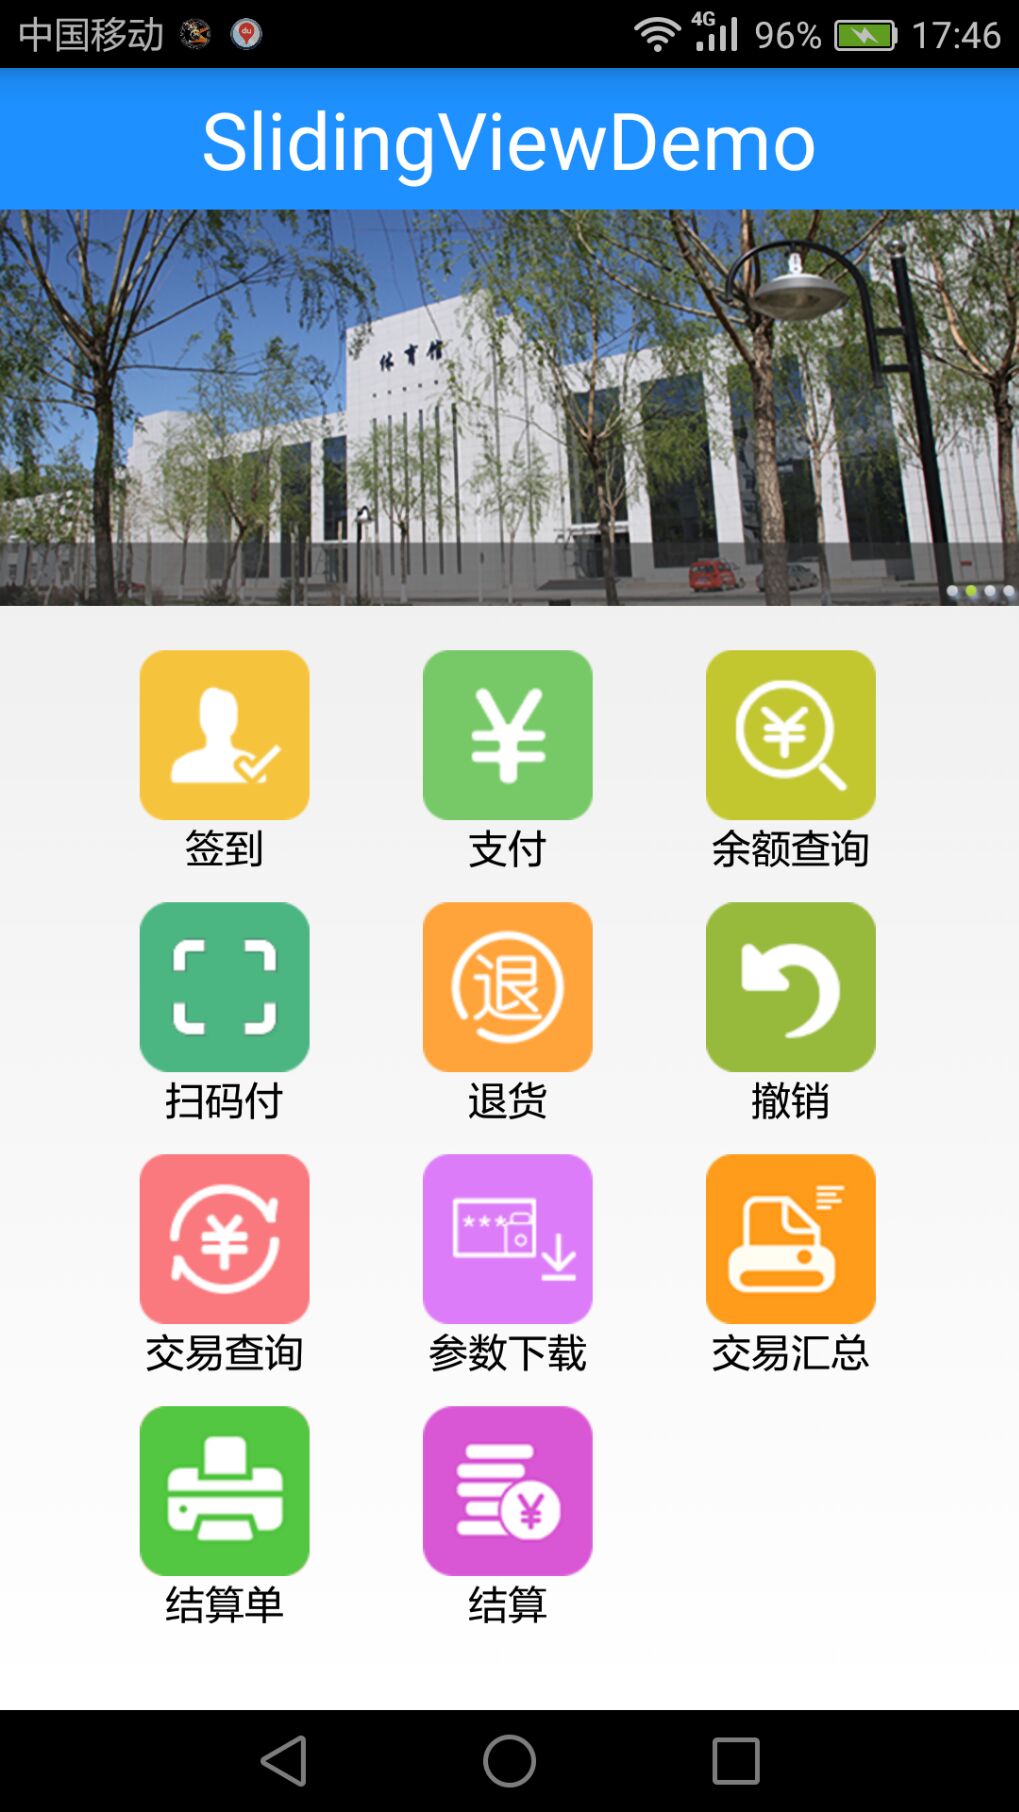 中国移动 4G 96% 17:46
SlidingViewDemo
体育馆
签到 支付 余额查询
退
扫码付 退货 撤销
交易查询 参数下载 交易汇总
结算单 结算